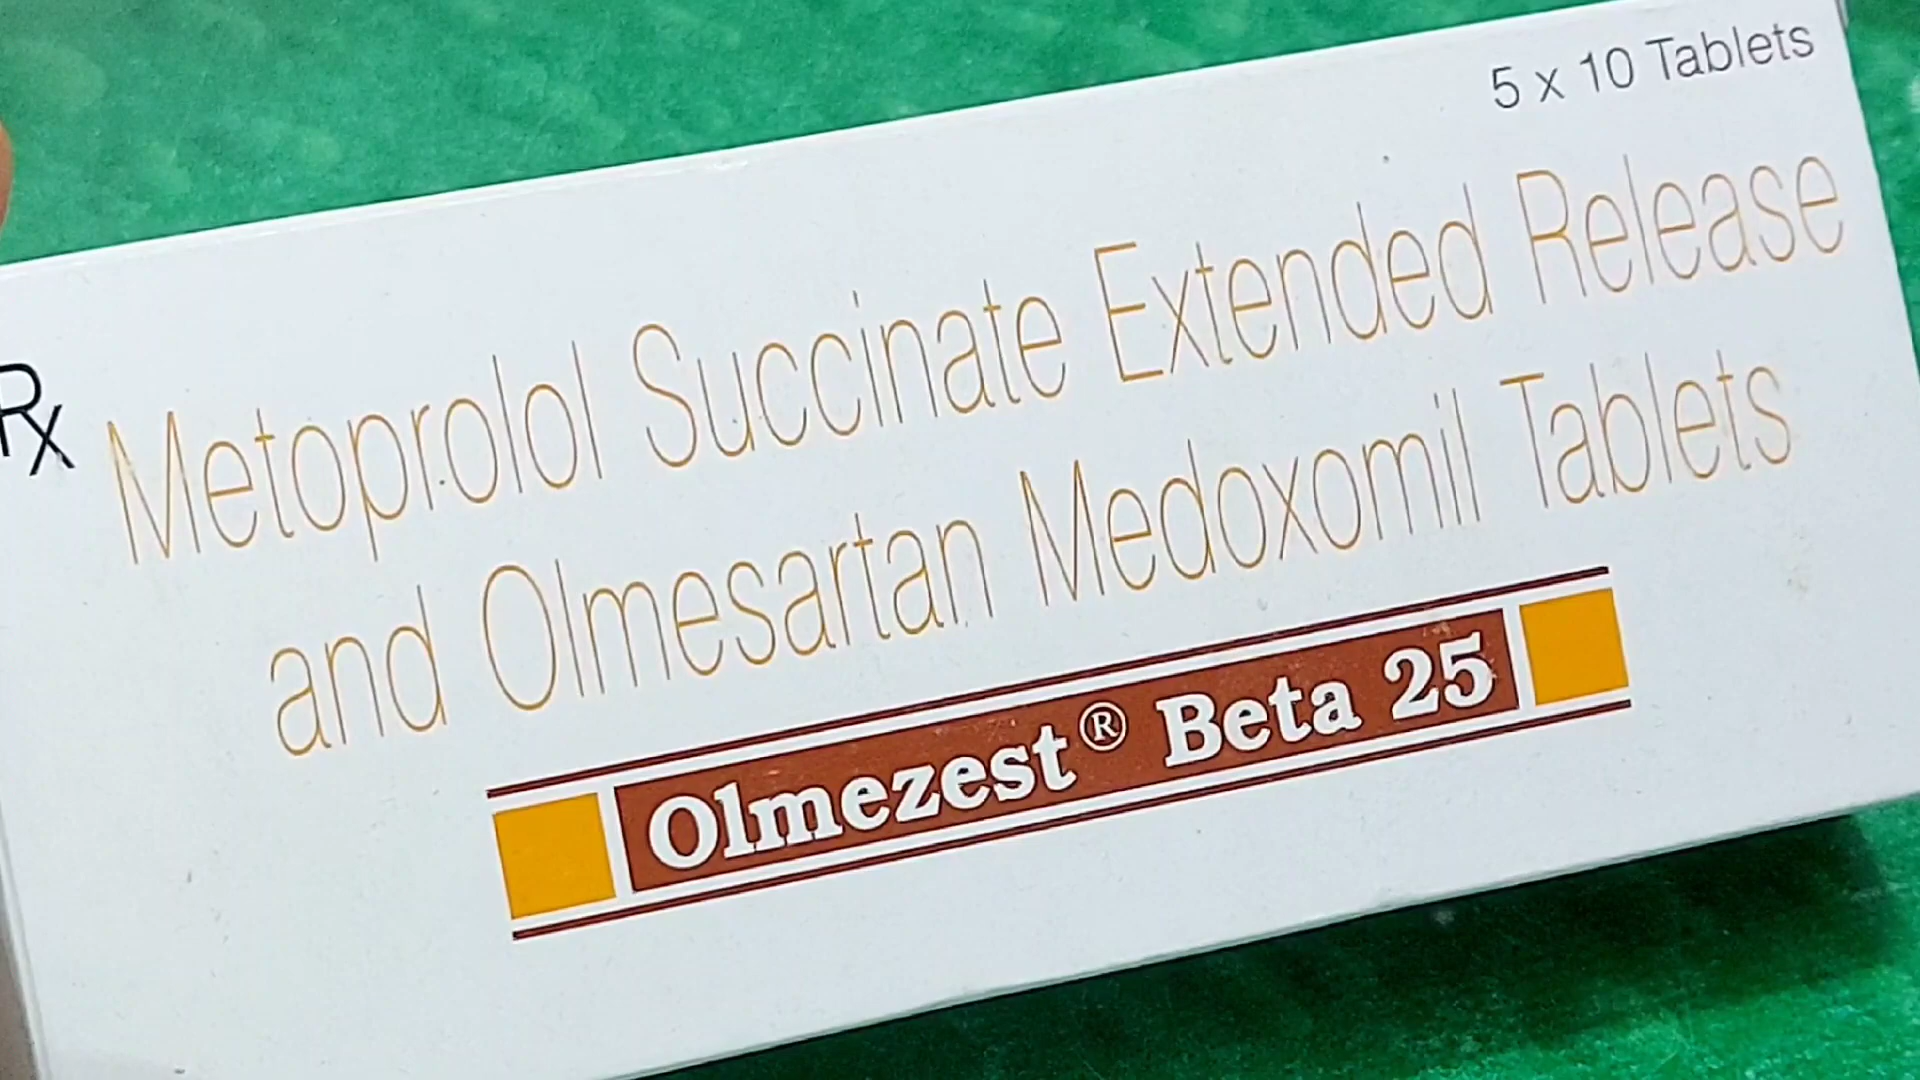 5 x 10 Tablets
Rx Metoprolol Succinate Extended Release
and Olmesartan Medoxomil Tablets
Olmezest® Beta 25